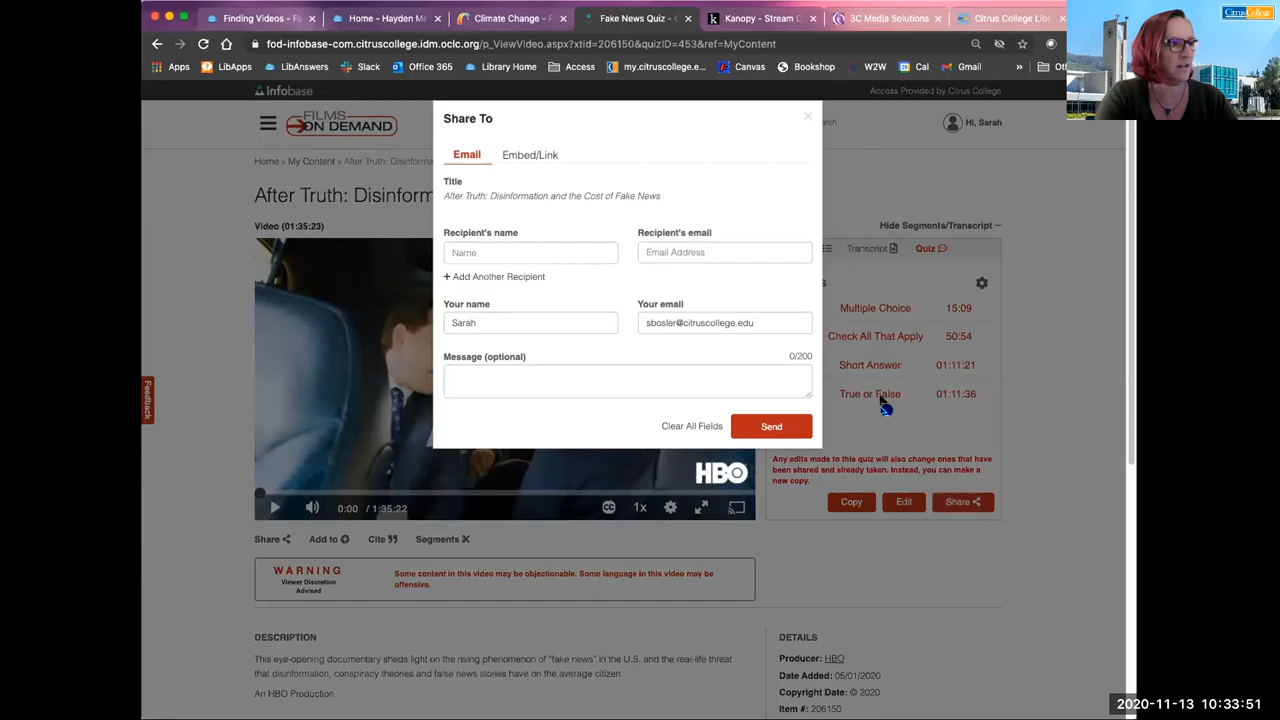 Finding Videos - Fo
Home - Hayden Me
Climate Change -
Fake News Quiz -
Kanopy - Stream C
3C Media Solutions
Citrus College Lib
CitrusCollege
fod-infobase-com.citruscollege.idm.oclc.org/p_ViewVideo.aspx?xtid=206150&quizID=453&ref=MyContent
Apps LibApps LibAnswers Slack Office 365 Library Home Access my.citruscollege.e... Canvas Bookshop W2W Cal Gmail »
Infobase
Access Provided by Citrus College
FILMS ON DEMAND
arch
Hi, Sarah
Home > My Content > After Truth: Disinforma
After Truth: Disinform
Video (01:35:23)
Hide Segments/Transcript
Share To
Email Embed/Link
Title
After Truth: Disinformation and the Cost of Fake News
Recipient's name Recipient's email
Name Email Address
+ Add Another Recipient
Your name Your email
Sarah sbosler@citruscollege.edu
Message (optional) 0/200
Clear All Fields Send
Transcript Quiz
s
Multiple Choice 15:09
Check All That Apply 50:54
Short Answer 01:11:21
True or False 01:11:36
Any edits made to this quiz will also change ones that have
been shared and already taken. Instead, you can make a
new copy.
Copy Edit Share
Feedback
HBO
0:00 / 1:35:22 CC 1x
Share Add to Cite Segments
WARNING
Viewer Discretion
Advised
Some content in this video may be objectionable. Some language in this video may be
offensive.
DESCRIPTION
This eye-opening documentary sheds light on the rising phenomenon of "fake news" in the U.S. and the real-life threat
that disinformation, conspiracy theories and false news stories have on the average citizen.
An HBO Production.
DETAILS
Producer: HBO
Date Added: 05/01/2020
Copyright Date: © 2020
Item #: 206150
2020-11-13 10:33:51